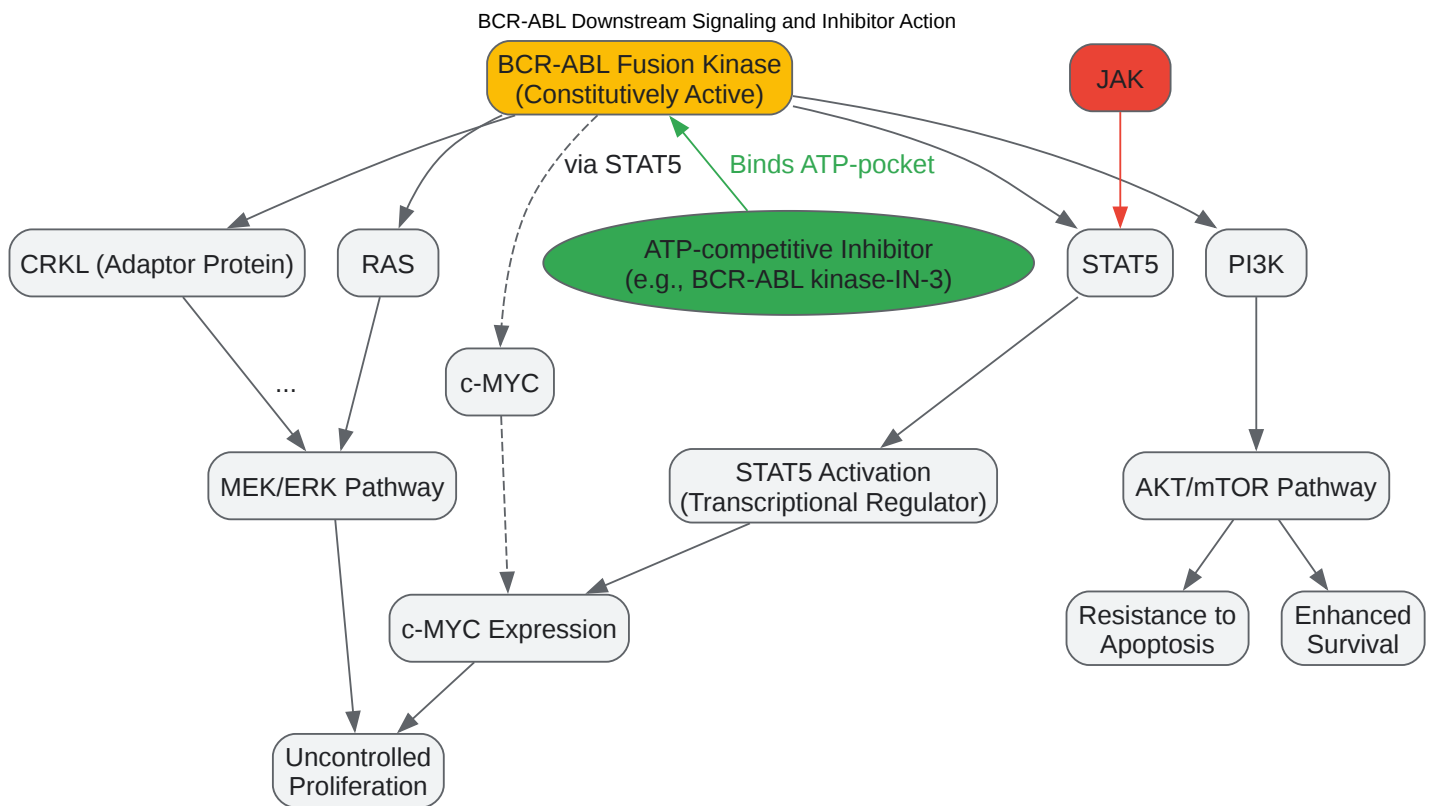 BCR-ABL Downstream Signaling and Inhibitor Action
BCR-ABL Fusion Kinase
(Constitutively Active)
JAK
via STAT5
Binds ATP-pocket
CRKL (Adaptor Protein)
RAS
ATP-competitive Inhibitor
(e.g., BCR-ABL kinase-IN-3)
STAT5
PI3K
...
c-MYC
MEK/ERK Pathway
STAT5 Activation
(Transcriptional Regulator)
AKT/mTOR Pathway
c-MYC Expression
Resistance to
Apoptosis
Enhanced
Survival
Uncontrolled
Proliferation